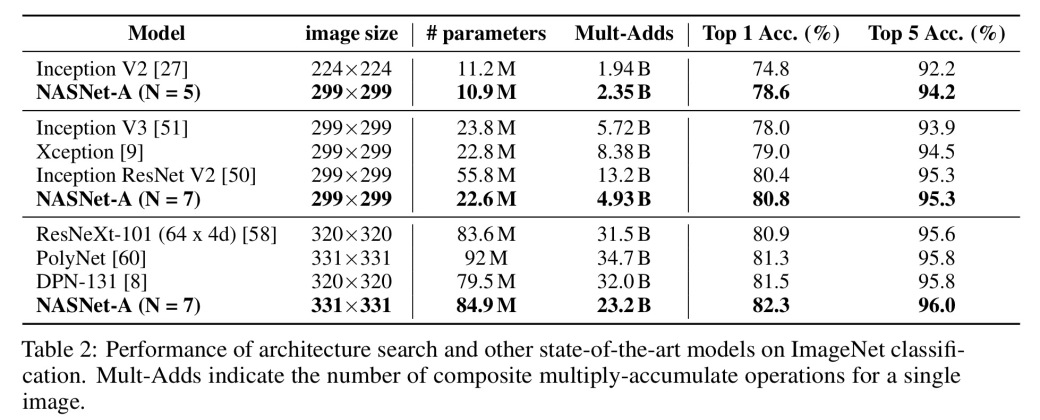 Model image size # parameters Mult-Adds Top 1 Acc. (%) Top 5 Acc. (%)
Inception V2 [27] 224×224 11.2 M 1.94 B 74.8 92.2
NASNet-A (N = 5) 299×299 10.9 M 2.35 B 78.6 94.2
Inception V3 [51] 299×299 23.8 M 5.72 B 78.0 93.9
Xception [9] 299×299 22.8 M 8.38 B 79.0 94.5
Inception ResNet V2 [50] 299×299 55.8 M 13.2 B 80.4 95.3
NASNet-A (N = 7) 299×299 22.6 M 4.93 B 80.8 95.3
ResNeXt-101 (64 x 4d) [58] 320×320 83.6 M 31.5 B 80.9 95.6
PolyNet [60] 331×331 92 M 34.7 B 81.3 95.8
DPN-131 [8] 320×320 79.5 M 32.0 B 81.5 95.8
NASNet-A (N = 7) 331×331 84.9 M 23.2 B 82.3 96.0
Table 2: Performance of architecture search and other state-of-the-art models on ImageNet classifi-
cation. Mult-Adds indicate the number of composite multiply-accumulate operations for a single
image.